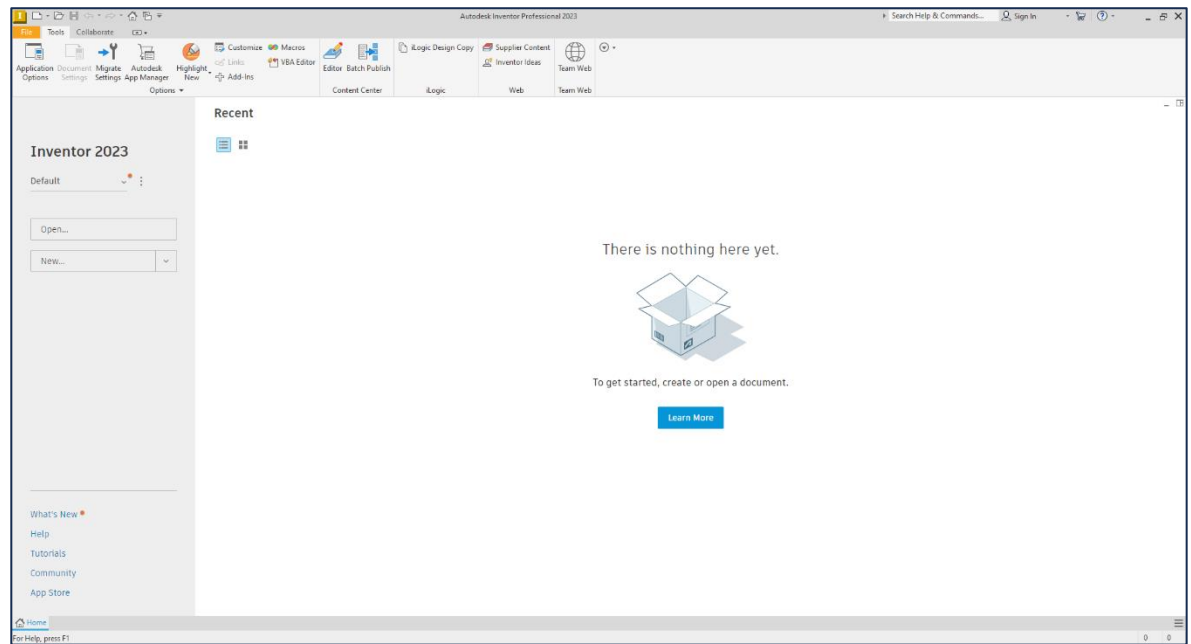 I
Autodesk Inventor Professional 2023
Search Help & Commands...
Sign In
File Tools Collaborate
Application Options
Document Settings
Migrate Settings
Autodesk App Manager
Highlight New
Customize
Links
Add-Ins
Macros
VBA Editor
Editor
Batch Publish
iLogic Design Copy
Supplier Content
Inventor Ideas
Team Web
Options
Content Center
iLogic
Web
Team Web
Recent
Inventor 2023
Default
Open...
New...
There is nothing here yet.
To get started, create or open a document.
Learn More
What's New
Help
Tutorials
Community
App Store
Home
For Help, press F1
0 0